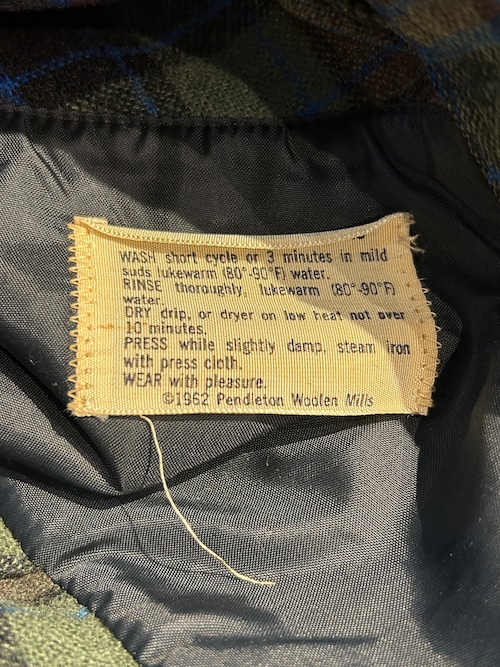 WASH short cycle or 3 minutes in mild
suds lukewarm (80°-90°F) water.
RINSE thoroughly, lukewarm (80°-90°F)
water.
DRY drip, or dryer on low heat not over
10 minutes.
PRESS while slightly damp, steam iron
with press cloth.
WEAR with pleasure.
©1962 Pendleton Woolen Mills